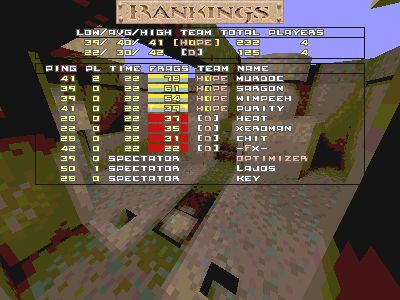 RANKINGS
LOW/AVG/HIGH TEAM TOTAL PLAYERS
39/ 40/ 41 [HOPE] 232 4
22/ 30/ 42 [D] 125 4
PING PL TIME FRAGS TEAM NAME
41 2 22 78 HOPE MURDOC
39 0 22 61 HOPE SARGON
39 0 22 54 HOPE WIMPEEH
41 0 22 39 HOPE PURITY
28 0 22 37 [D] HEAT
22 0 22 35 [D] XEROMAN
22 0 22 31 [D] CHIT
42 0 22 22 [D] -FX-
39 0 SPECTATOR OPTIMIZER
50 1 SPECTATOR LAJOS
28 0 SPECTATOR KEY